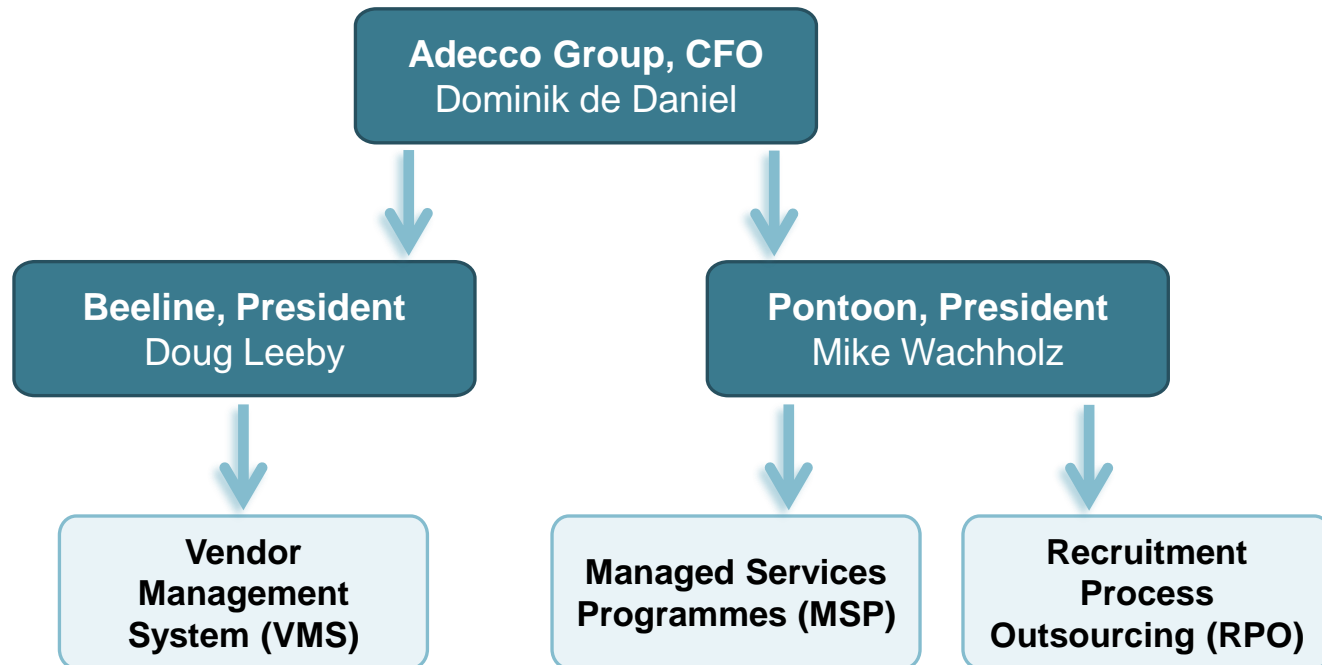 Adecco Group, CFO
Dominik de Daniel
Beeline, President
Doug Leeby
Pontoon, President
Mike Wachholz
Vendor
Management
System (VMS)
Managed Services
Programmes (MSP)
Recruitment
Process
Outsourcing (RPO)